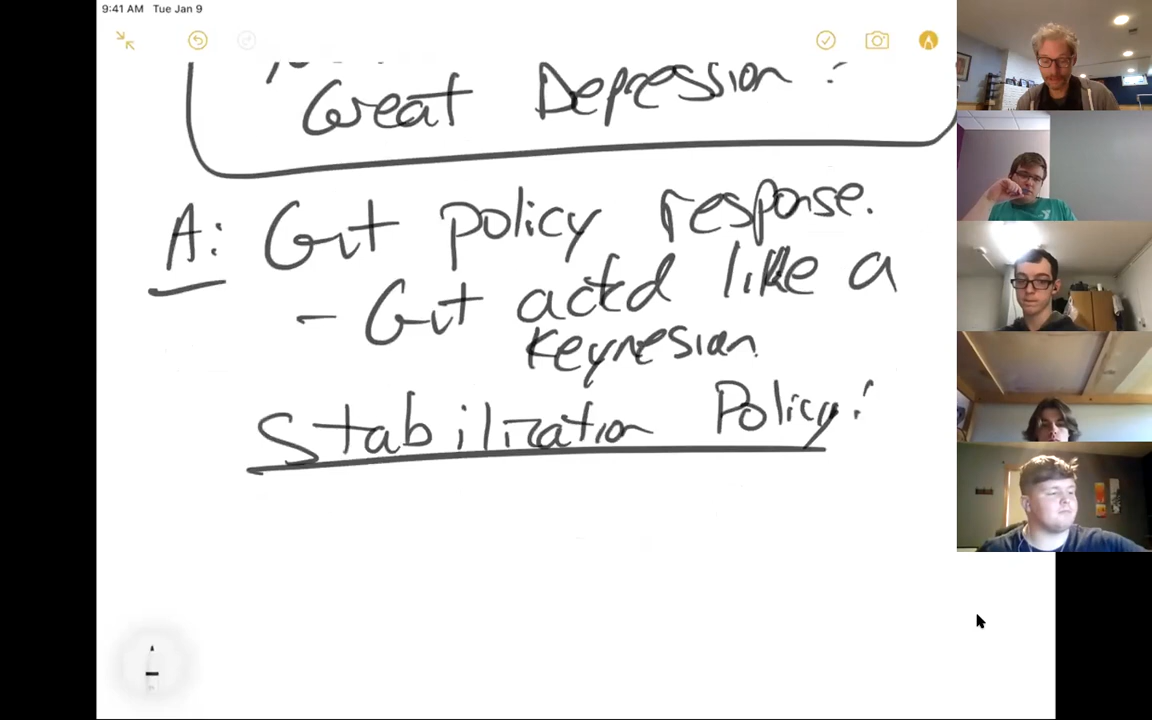 9:41 AM Tue Jan 9
Great Depression?
A: Gvt policy response.
- Gvt acted like a
Keynesian.
Stabilization Policy: